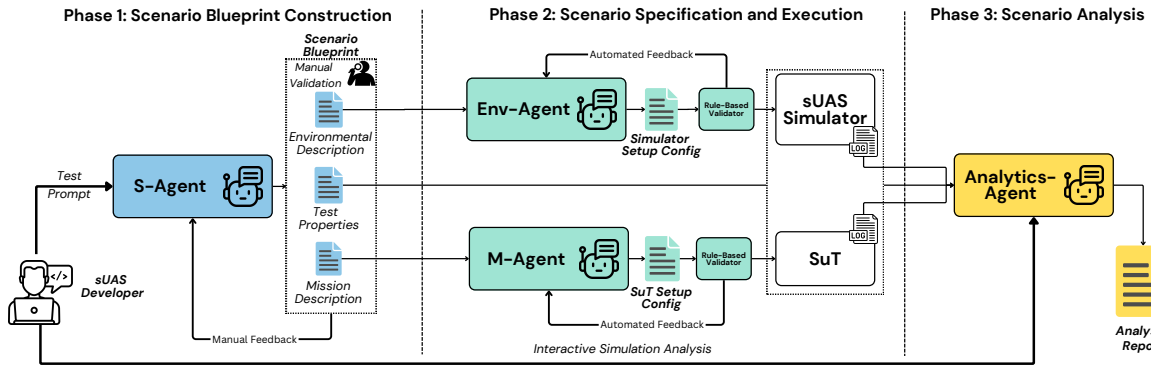 Phase 1: Scenario Blueprint Construction
Phase 2: Scenario Specification and Execution
Phase 3: Scenario Analysis
Scenario
Blueprint
Manual
Validation
Environmental
Description
Test
Properties
Mission
Description
Test
Prompt
S-Agent
sUAS
Developer
Manual Feedback
Automated Feedback
Env-Agent
Simulator
Setup Config
Rule-Based
Validator
sUAS
Simulator
LOG
M-Agent
SuT Setup
Config
Rule-Based
Validator
LOG
SuT
Automated Feedback
Interactive Simulation Analysis
Analytics-
Agent
Analys
Repo